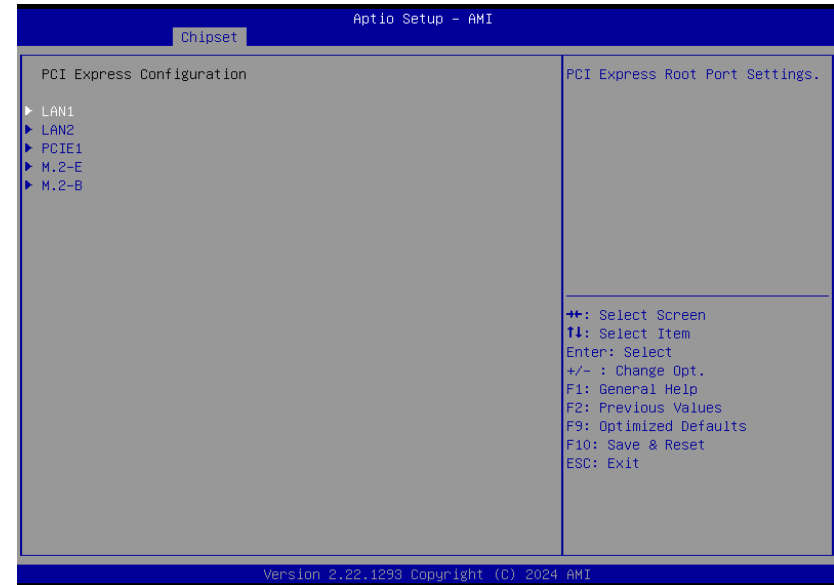 Aptio Setup – AMI
Chipset
PCI Express Configuration
LAN1
LAN2
PCIE1
M.2-E
M.2-B
PCI Express Root Port Settings.
→←: Select Screen
↑↓: Select Item
Enter: Select
+/- : Change Opt.
F1: General Help
F2: Previous Values
F9: Optimized Defaults
F10: Save & Reset
ESC: Exit
Version 2.22.1293 Copyright (C) 2024 AMI